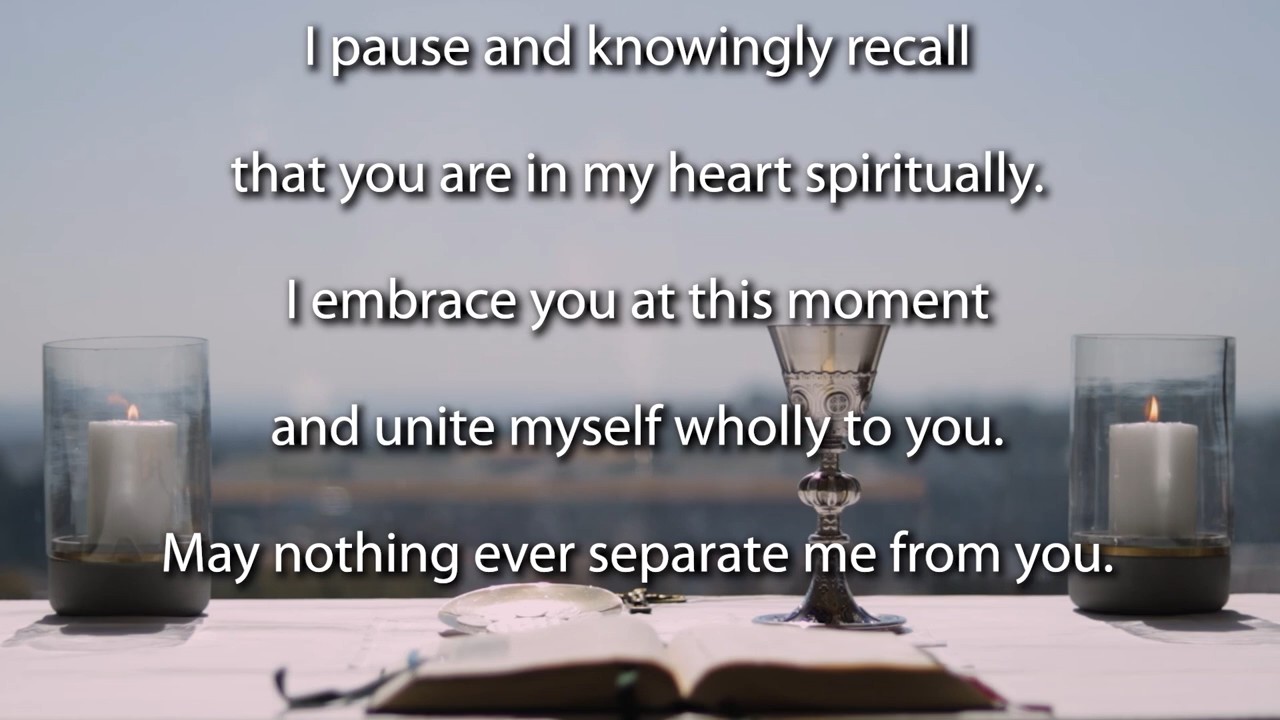 I pause and knowingly recall
that you are in my heart spiritually.
I embrace you at this moment
and unite myself wholly to you.
May nothing ever separate me from you.